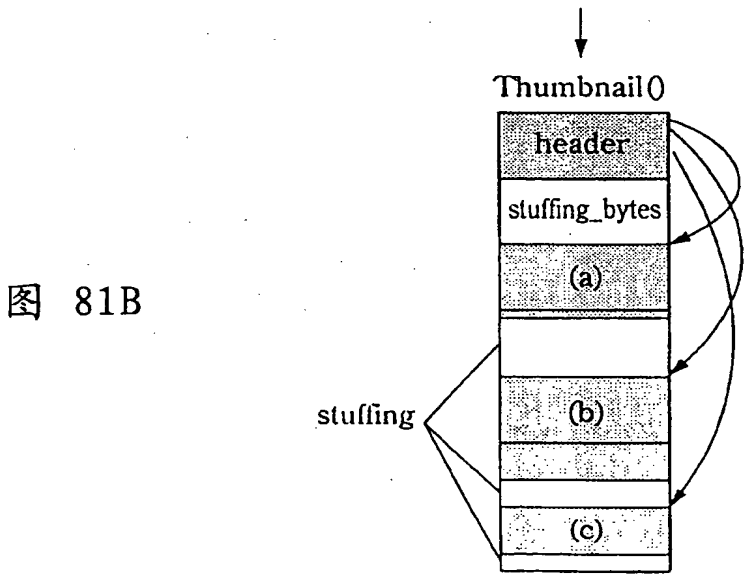 Thumbnail()
header
stuffing_bytes
(a)
图 81B
(b)
stuffing
(c)